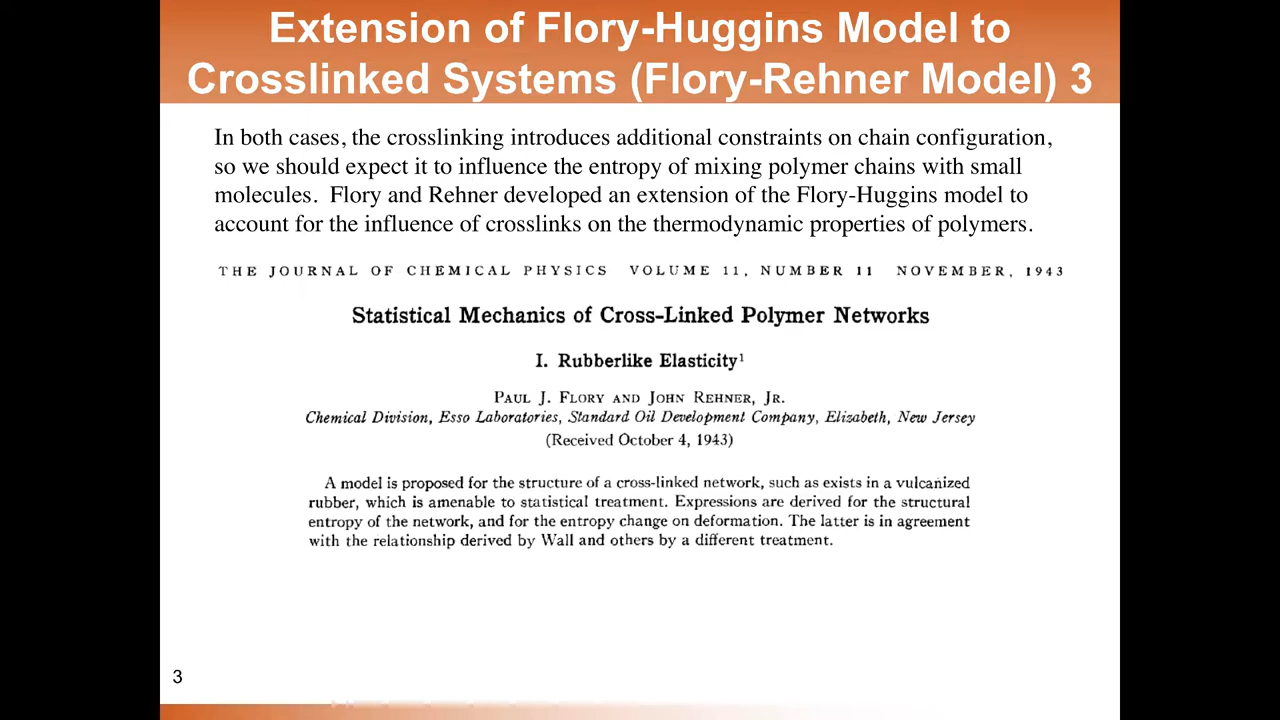 Extension of Flory-Huggins Model to
Crosslinked Systems (Flory-Rehner Model) 3
In both cases, the crosslinking introduces additional constraints on chain configuration,
so we should expect it to influence the entropy of mixing polymer chains with small
molecules.  Flory and Rehner developed an extension of the Flory-Huggins model to
account for the influence of crosslinks on the thermodynamic properties of polymers.
THE JOURNAL OF CHEMICAL PHYSICS VOLUME 11, NUMBER 11 NOVEMBER, 1943
Statistical Mechanics of Cross-Linked Polymer Networks
I. Rubberlike Elasticity¹
PAUL J. FLORY AND JOHN REHNER, JR.
Chemical Division, Esso Laboratories, Standard Oil Development Company, Elizabeth, New Jersey
(Received October 4, 1943)
A model is proposed for the structure of a cross-linked network, such as exists in a vulcanized
rubber, which is amenable to statistical treatment. Expressions are derived for the structural
entropy of the network, and for the entropy change on deformation. The latter is in agreement
with the relationship derived by Wall and others by a different treatment.
3